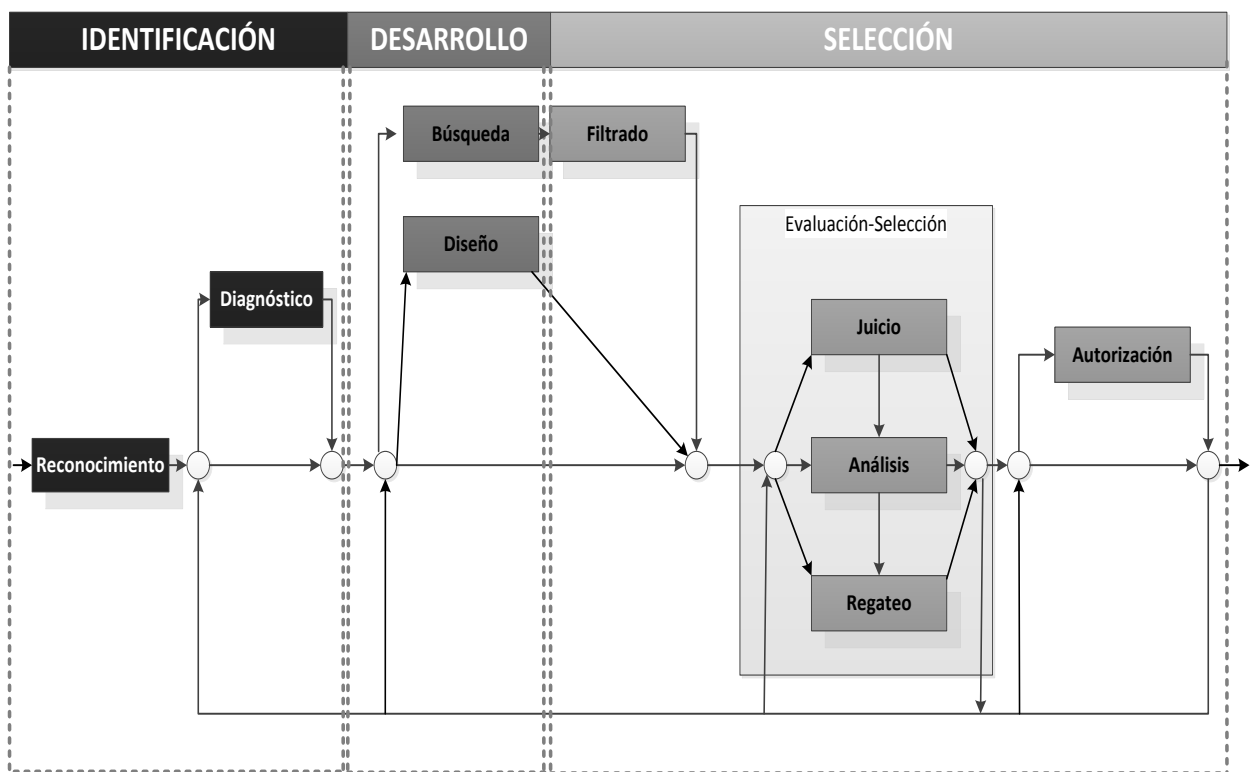 IDENTIFICACIÓN
DESARROLLO
SELECCIÓN
Búsqueda
Filtrado
Diseño
Evaluación-Selección
Diagnóstico
Juicio
Autorización
Reconocimiento
Análisis
Regateo